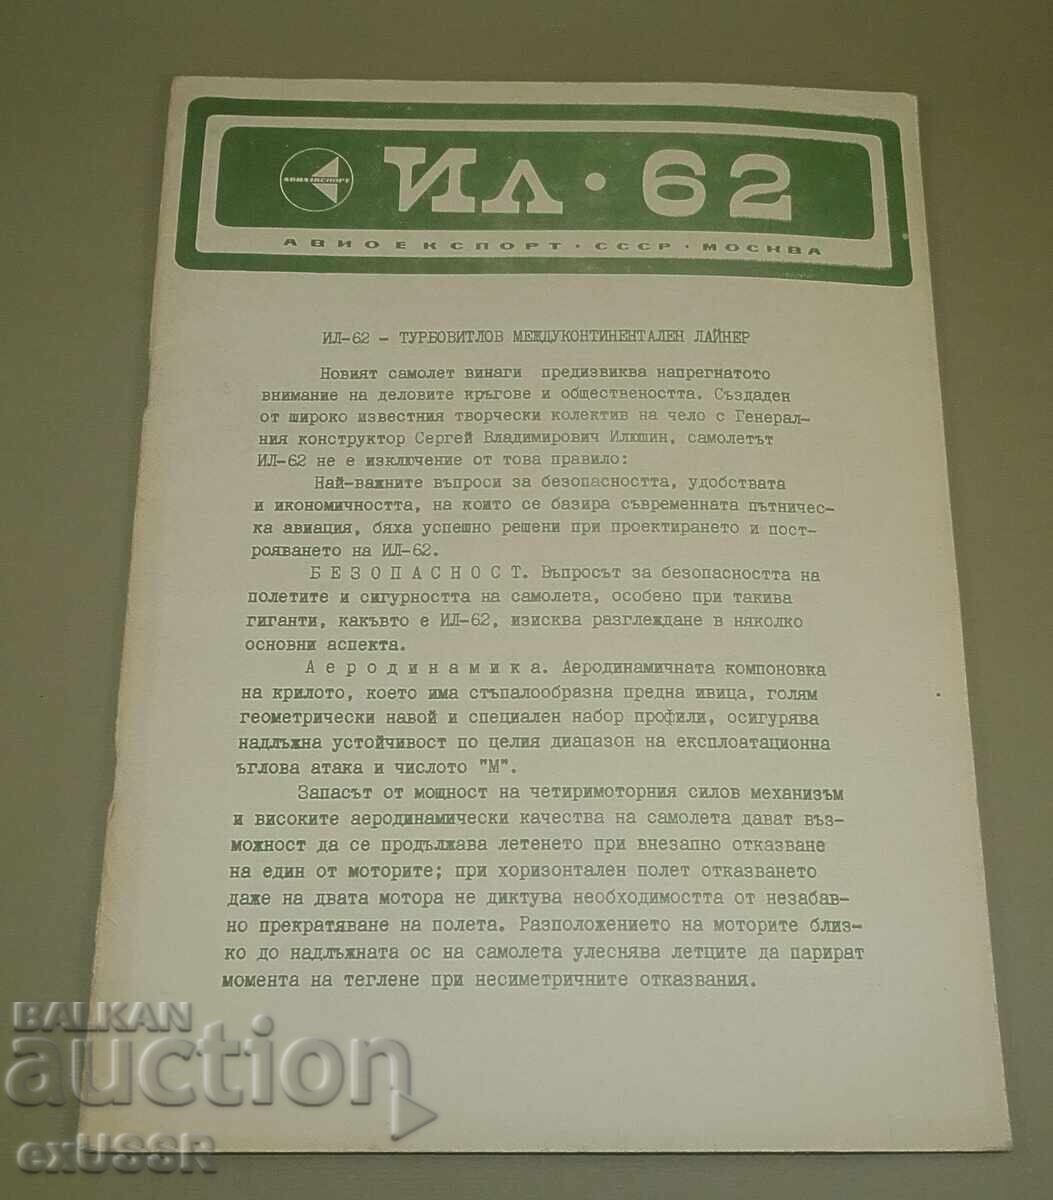 АВИАЭКСПОРТ
ИЛ·62
АВИОЕКСПОРТ·СССР·МОСКВА
ИЛ-62 - ТУРБОВИТЛОВ МЕЖДУКОНТИНЕНТАЛЕН ЛАЙНЕР
Новият самолет винаги предизвиква напрегнатото
внимание на деловите кръгове и обществеността. Създаден
от широко известния творчески колектив на чело с Генерал-
ния конструктор Сергей Владимирович Илюшин, самолетът
ИЛ-62 не е изключение от това правило:
Най-важните въпроси за безопасността, удобствата
и икономичността, на които се базира съвременната пътничес-
ка авиация, бяха успешно решени при проектирането и пост-
рояването на ИЛ-62.
Б Е З О П А С Н О С Т. Въпросът за безопасността на
полетите и сигурността на самолета, особено при такива
гиганти, какъвто е ИЛ-62, изисква разглеждане в няколко
основни аспекта.
А е р о д и н а м и к а. Аеродинамичната компоновка
на крилото, което има стъпалообразна предна ивица, голям
геометрически навой и специален набор профили, осигурява
надлъжна устойчивост по целия диапазон на експлоатационна
ъглова атака и числото "М".
Запасът от мощност на четиримоторния силов механизъм
и високите аеродинамически качества на самолета дават въз-
можност да се продължава летенето при внезапно отказване
на един от моторите; при хоризонтален полет отказването
даже на двата мотора не диктува необходимостта от незабав-
но прекратяване на полета. Разположението на моторите близ-
ко до надлъжната ос на самолета улеснява летците да парират
момента на теглене при несиметричните отказвания.
BALKAN
auction
exUSSR